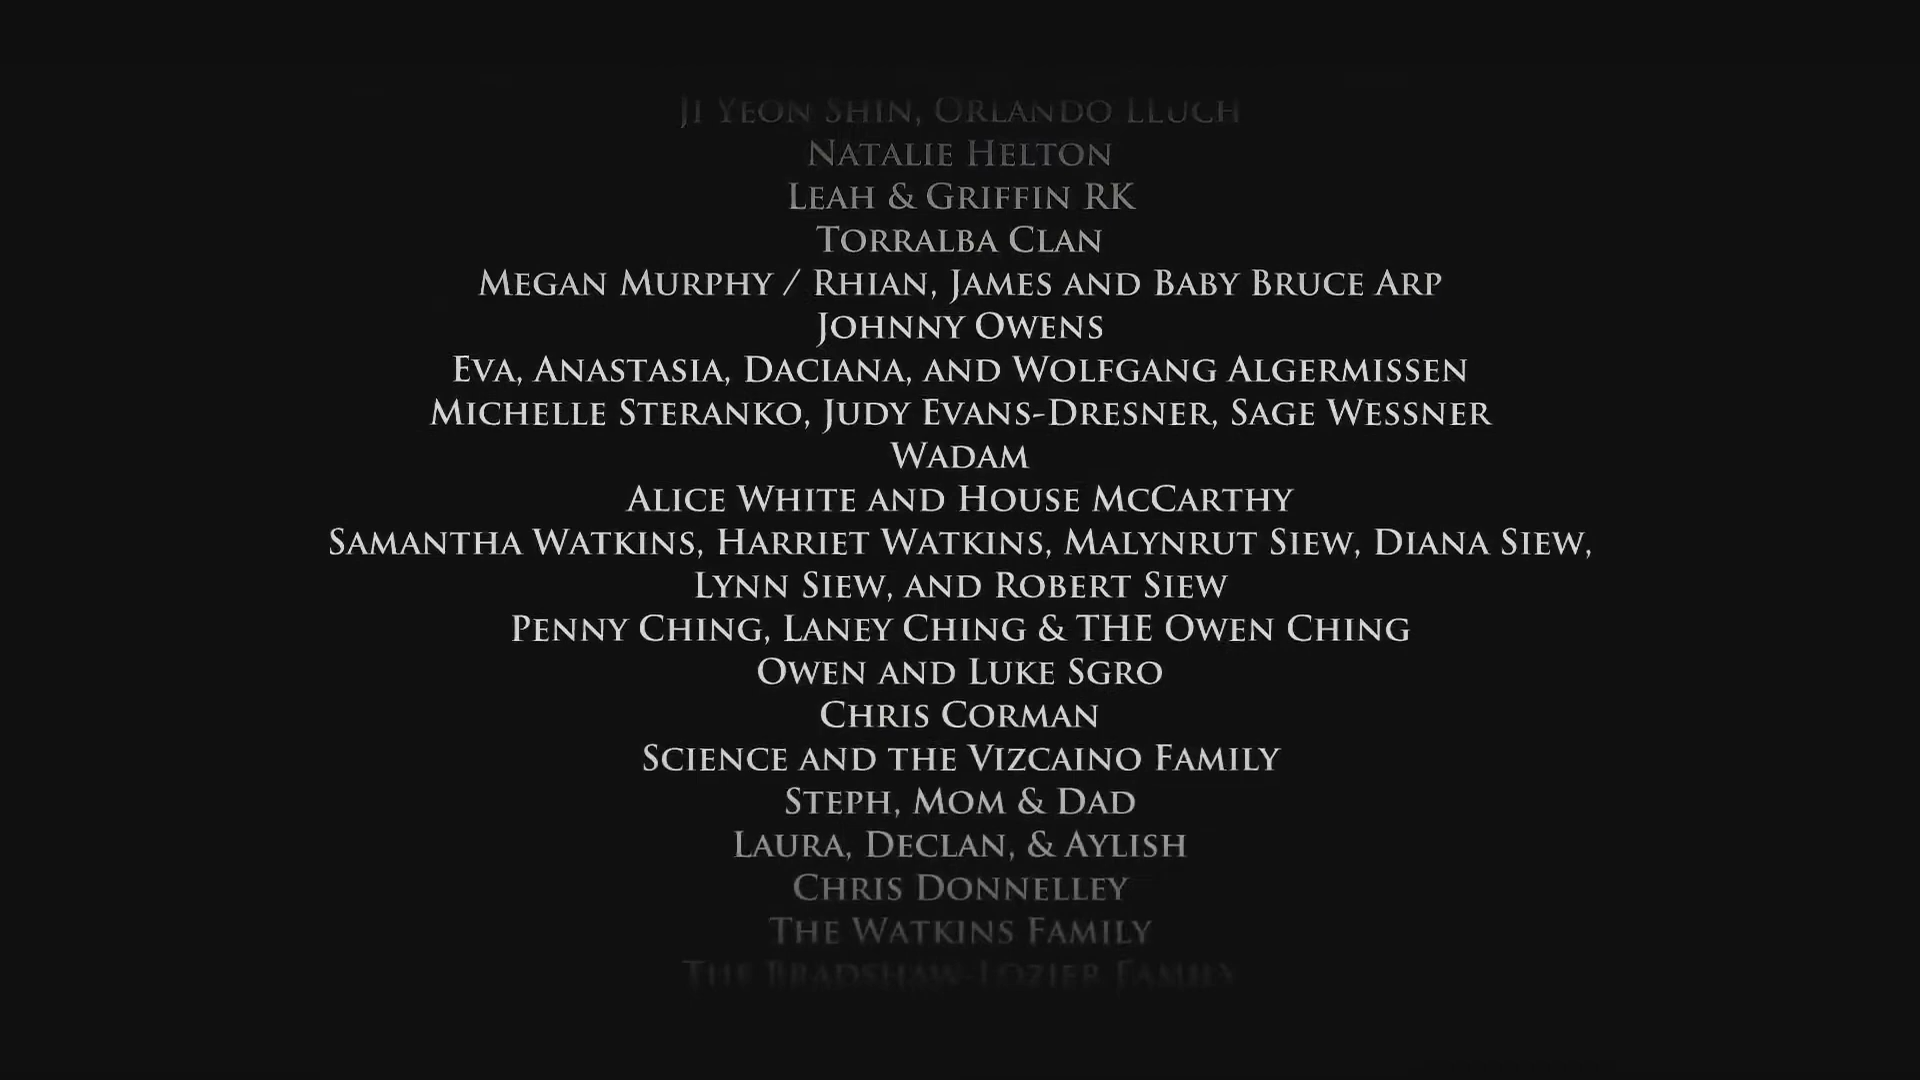 Ji Yeon Shin, Orlando LLuch
Natalie Helton
Leah & Griffin RK
Torralba Clan
Megan Murphy / Rhian, James and Baby Bruce Arp
Johnny Owens
Eva, Anastasia, Daciana, and Wolfgang Algermissen
Michelle Steranko, Judy Evans-Dresner, Sage Wessner
Wadam
Alice White and House McCarthy
Samantha Watkins, Harriet Watkins, Malynrut Siew, Diana Siew,
Lynn Siew, and Robert Siew
Penny Ching, Laney Ching & THE Owen Ching
Owen and Luke Sgro
Chris Corman
Science and the Vizcaino Family
Steph, Mom & Dad
Laura, Declan, & Aylish
Chris Donnelley
The Watkins Family
The Bradshaw-Lozier Family